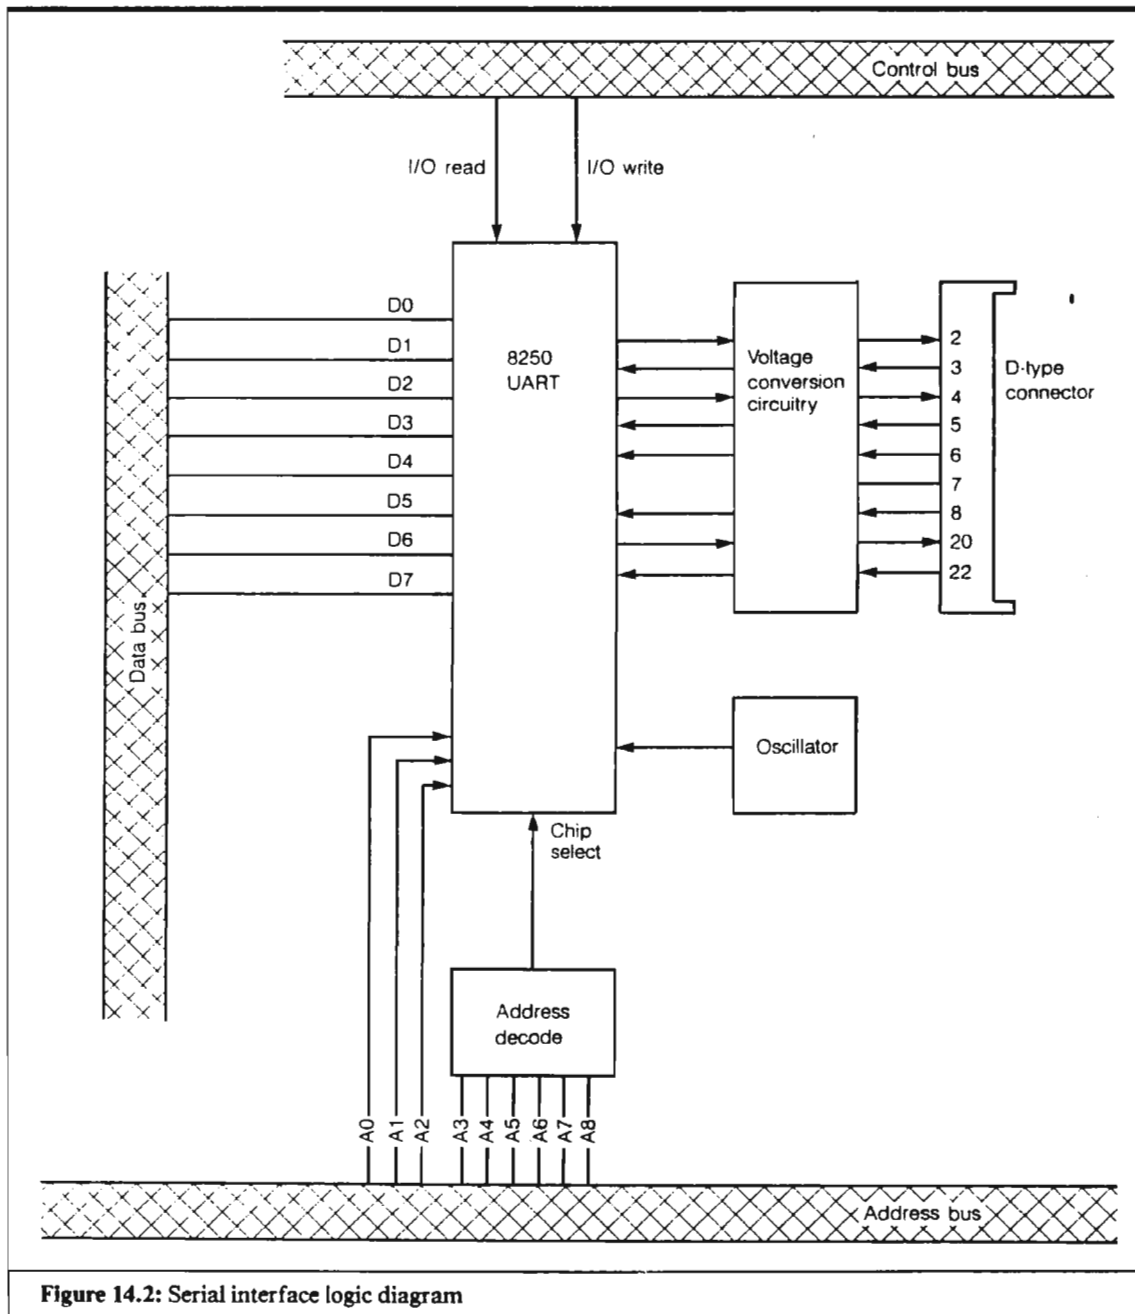 Control bus
I/O read
I/O write
D0
D1
D2
D3
D4
D5
D6
D7
8250
UART
Voltage
conversion
circuitry
2
3
4
5
6
7
8
20
22
D-type
connector
Data bus
Oscillator
Chip
select
Address
decode
A0
A1
A2
A3
A4
A5
A6
A7
A8
Address bus
Figure 14.2: Serial interface logic diagram